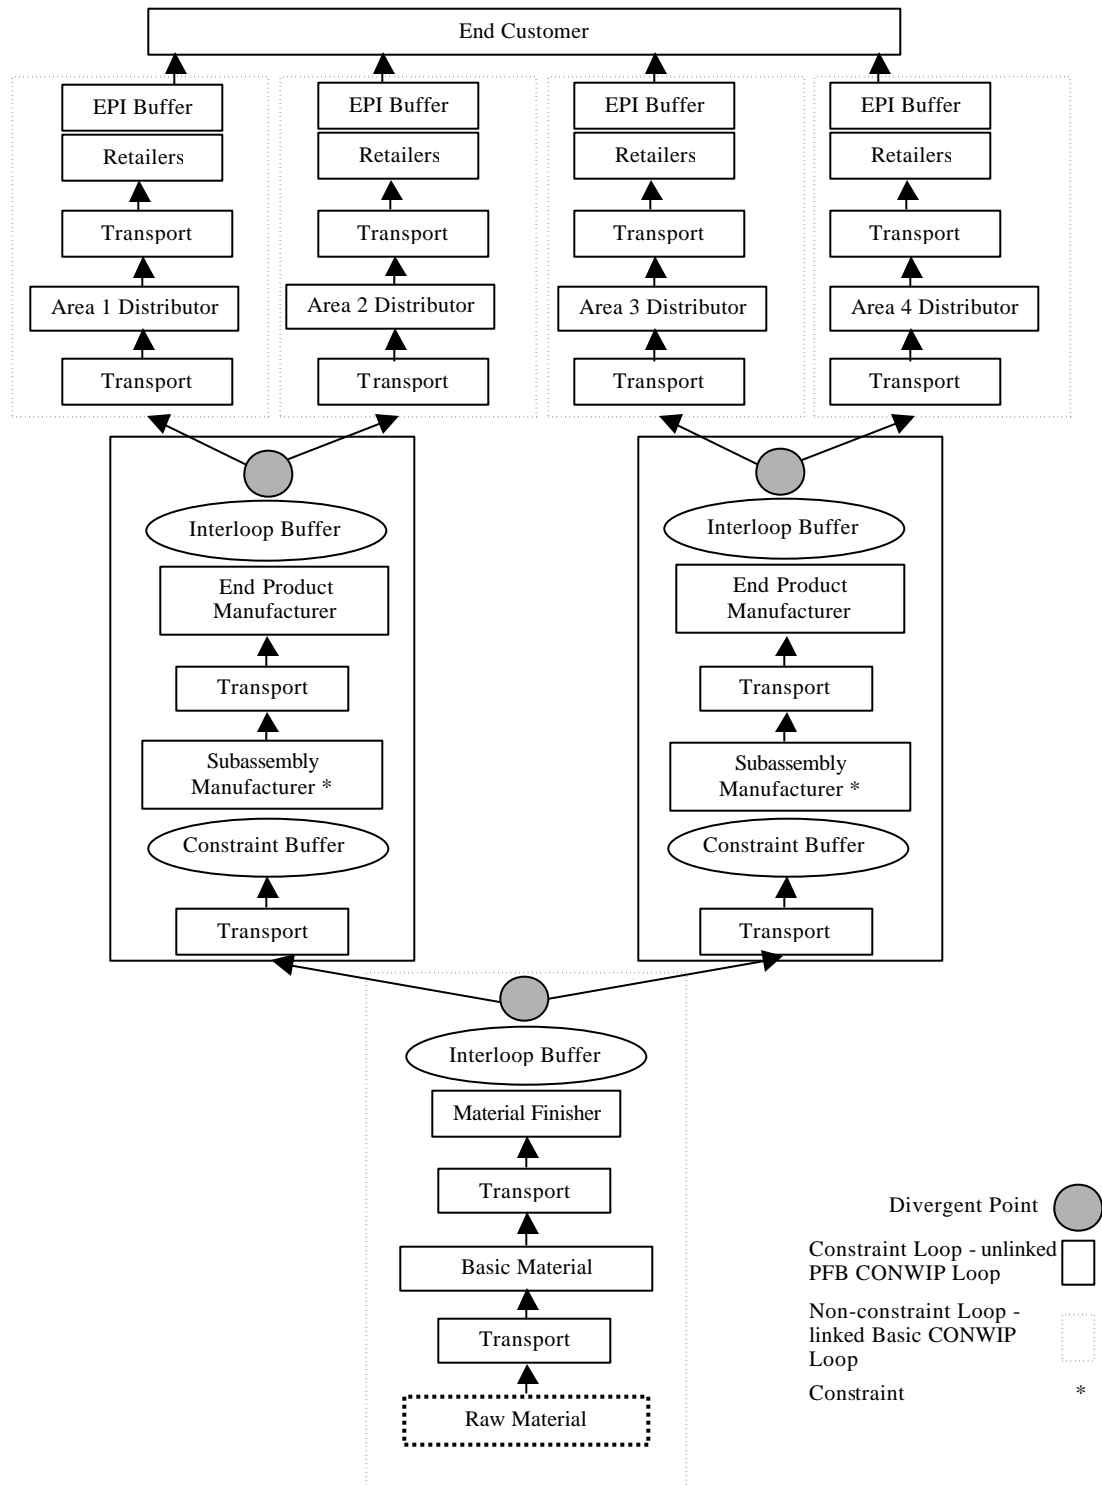 End Customer
EPI Buffer
EPI Buffer
EPI Buffer
EPI Buffer
Retailers
Retailers
Retailers
Retailers
Transport
Transport
Transport
Transport
Area 1 Distributor
Area 2 Distributor
Area 3 Distributor
Area 4 Distributor
Transport
Transport
Transport
Transport
Interloop Buffer
End Product
Manufacturer
Transport
Subassembly
Manufacturer *
Constraint Buffer
Transport
Interloop Buffer
End Product
Manufacturer
Transport
Subassembly
Manufacturer *
Constraint Buffer
Transport
Interloop Buffer
Material Finisher
Transport
Basic Material
Transport
Raw Material
Divergent Point
Constraint Loop - unlinked
PFB CONWIP Loop
Non-constraint Loop -
linked Basic CONWIP
Loop
Constraint *